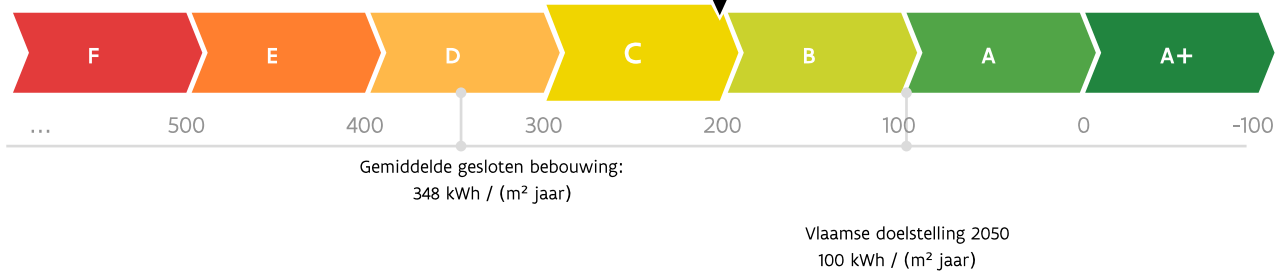 F E D C B A A+
... 500 400 300 200 100 0 -100
Gemiddelde gesloten bebouwing:
348 kWh / (m² jaar)
Vlaamse doelstelling 2050
100 kWh / (m² jaar)